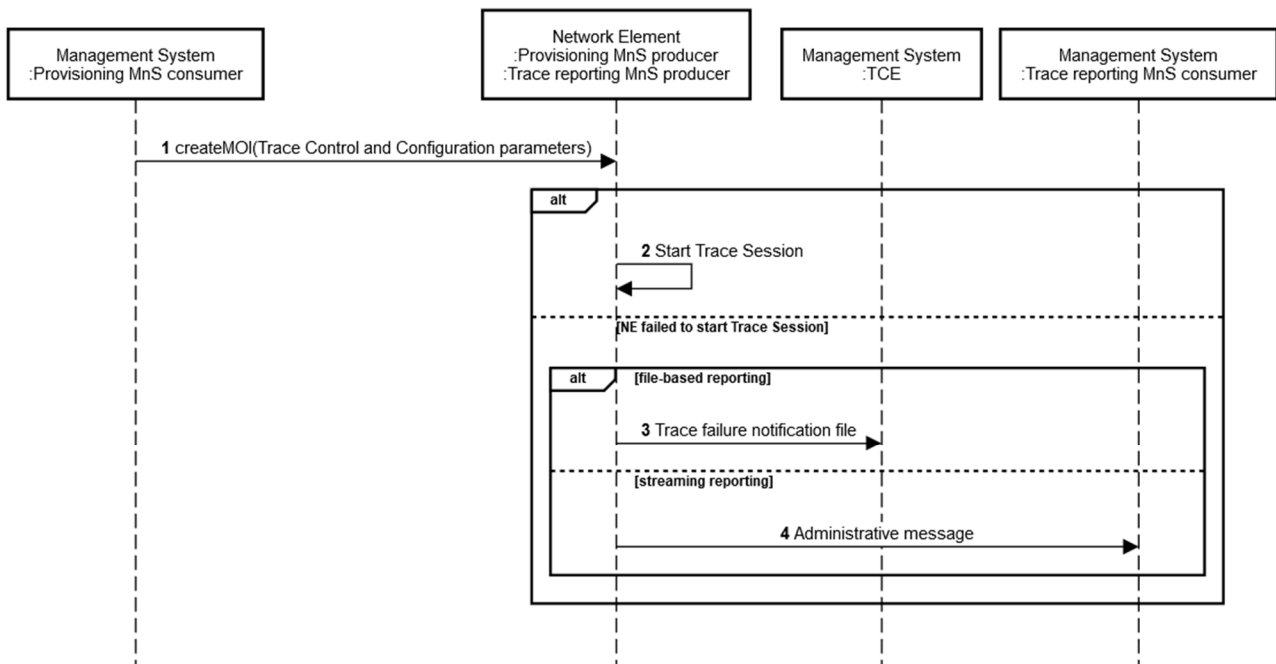 Management System
:Provisioning MnS consumer
Network Element
:Provisioning MnS producer
:Trace reporting MnS producer
Management System
:TCE
Management System
:Trace reporting MnS consumer
1 createMOI(Trace Control and Configuration parameters)
alt
2 Start Trace Session
[NE failed to start Trace Session]
alt
[file-based reporting]
3 Trace failure notification file
[streaming reporting]
4 Administrative message